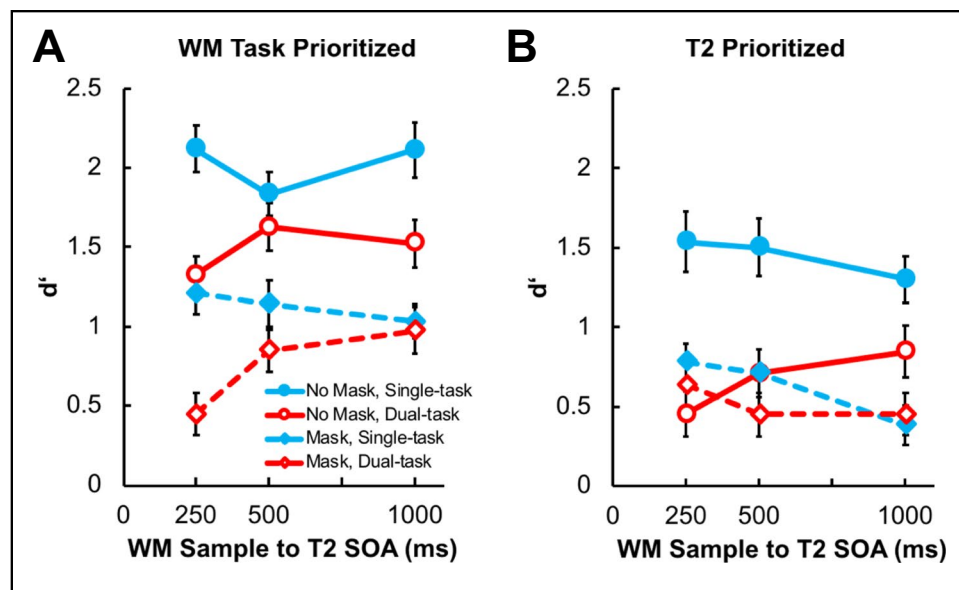 A
WM Task Prioritized
2.5
2
1.5
1
0.5
0
d‘
0
250
500
1000
WM Sample to T2 SOA (ms)
No Mask, Single-task
No Mask, Dual-task
Mask, Single-task
Mask, Dual-task
B
T2 Prioritized
2.5
2
1.5
1
0.5
0
d‘
0
250
500
1000
WM Sample to T2 SOA (ms)